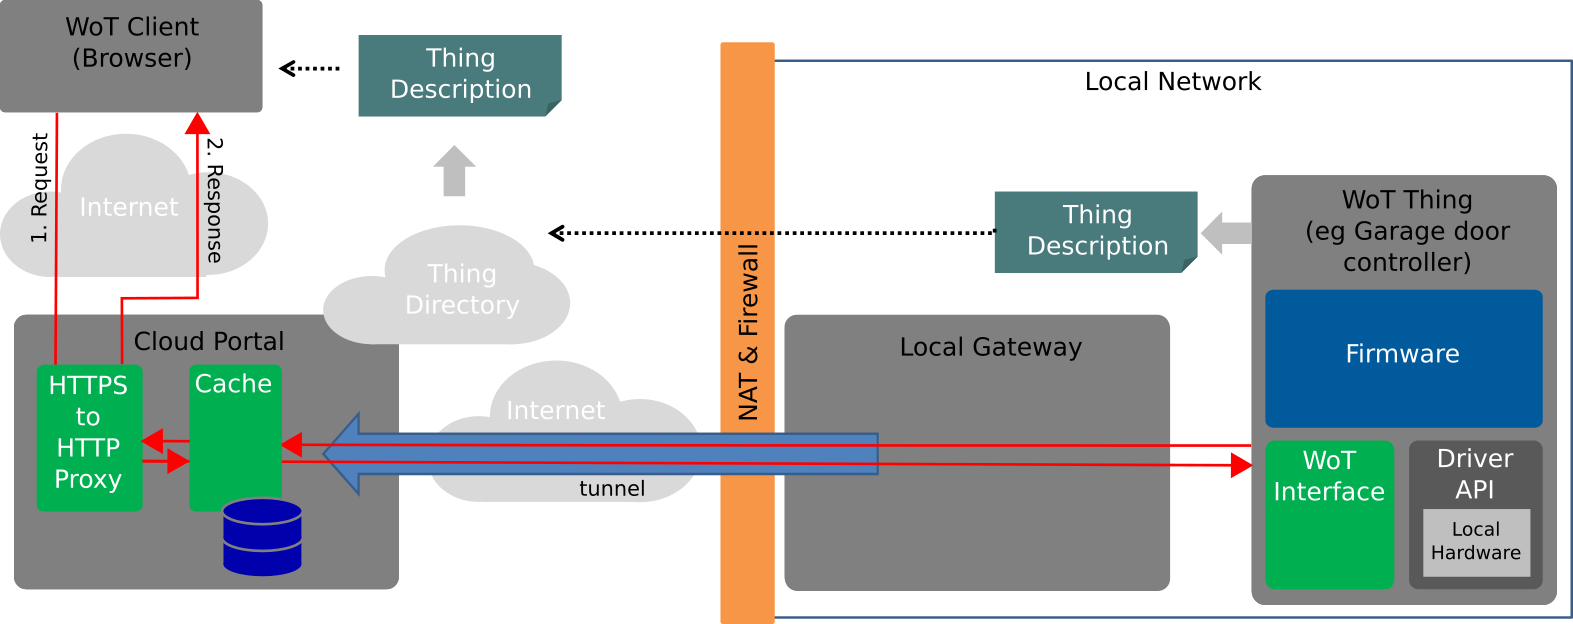 WoT Client
(Browser)
Thing
Description
Local Network
1. Request
2. Response
Internet
Thing
Description
WoT Thing
(eg Garage door
controller)
Thing
Directory
NAT & Firewall
Cloud Portal
Local Gateway
Firmware
HTTPS
to
HTTP
Proxy
Cache
Internet
tunnel
WoT
Interface
Driver
API
Local
Hardware